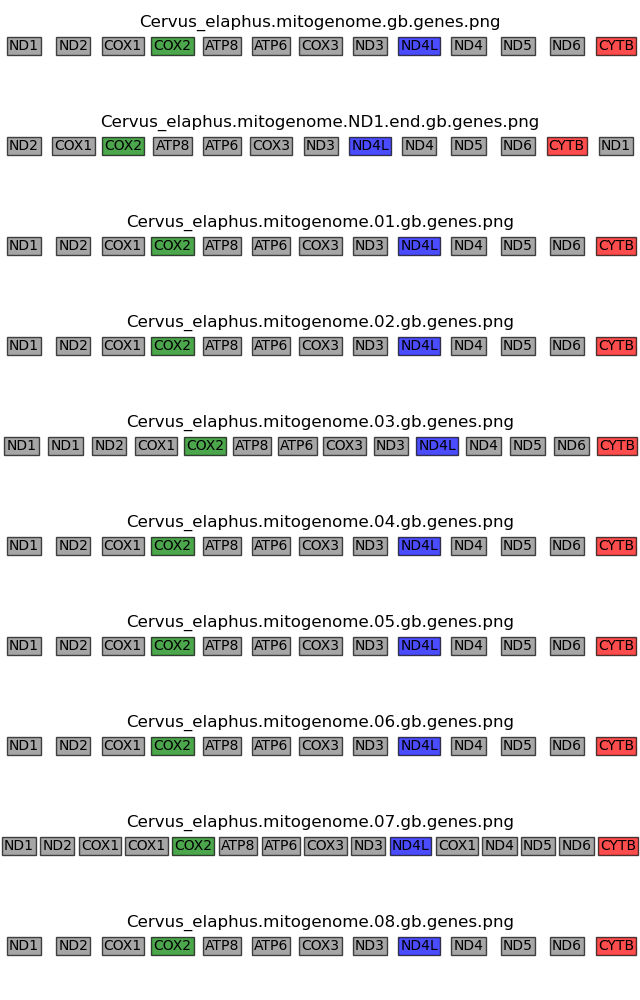 Cervus_elaphus.mitogenome.gb.genes.png
ND1 ND2 COX1 COX2 ATP8 ATP6 COX3 ND3 ND4L ND4 ND5 ND6 CYTB
Cervus_elaphus.mitogenome.ND1.end.gb.genes.png
ND2 COX1 COX2 ATP8 ATP6 COX3 ND3 ND4L ND4 ND5 ND6 CYTB ND1
Cervus_elaphus.mitogenome.01.gb.genes.png
ND1 ND2 COX1 COX2 ATP8 ATP6 COX3 ND3 ND4L ND4 ND5 ND6 CYTB
Cervus_elaphus.mitogenome.02.gb.genes.png
ND1 ND2 COX1 COX2 ATP8 ATP6 COX3 ND3 ND4L ND4 ND5 ND6 CYTB
Cervus_elaphus.mitogenome.03.gb.genes.png
ND1 ND1 ND2 COX1 COX2 ATP8 ATP6 COX3 ND3 ND4L ND4 ND5 ND6 CYTB
Cervus_elaphus.mitogenome.04.gb.genes.png
ND1 ND2 COX1 COX2 ATP8 ATP6 COX3 ND3 ND4L ND4 ND5 ND6 CYTB
Cervus_elaphus.mitogenome.05.gb.genes.png
ND1 ND2 COX1 COX2 ATP8 ATP6 COX3 ND3 ND4L ND4 ND5 ND6 CYTB
Cervus_elaphus.mitogenome.06.gb.genes.png
ND1 ND2 COX1 COX2 ATP8 ATP6 COX3 ND3 ND4L ND4 ND5 ND6 CYTB
Cervus_elaphus.mitogenome.07.gb.genes.png
ND1 ND2 COX1 COX1 COX2 ATP8 ATP6 COX3 ND3 ND4L COX1 ND4 ND5 ND6 CYTB
Cervus_elaphus.mitogenome.08.gb.genes.png
ND1 ND2 COX1 COX2 ATP8 ATP6 COX3 ND3 ND4L ND4 ND5 ND6 CYTB